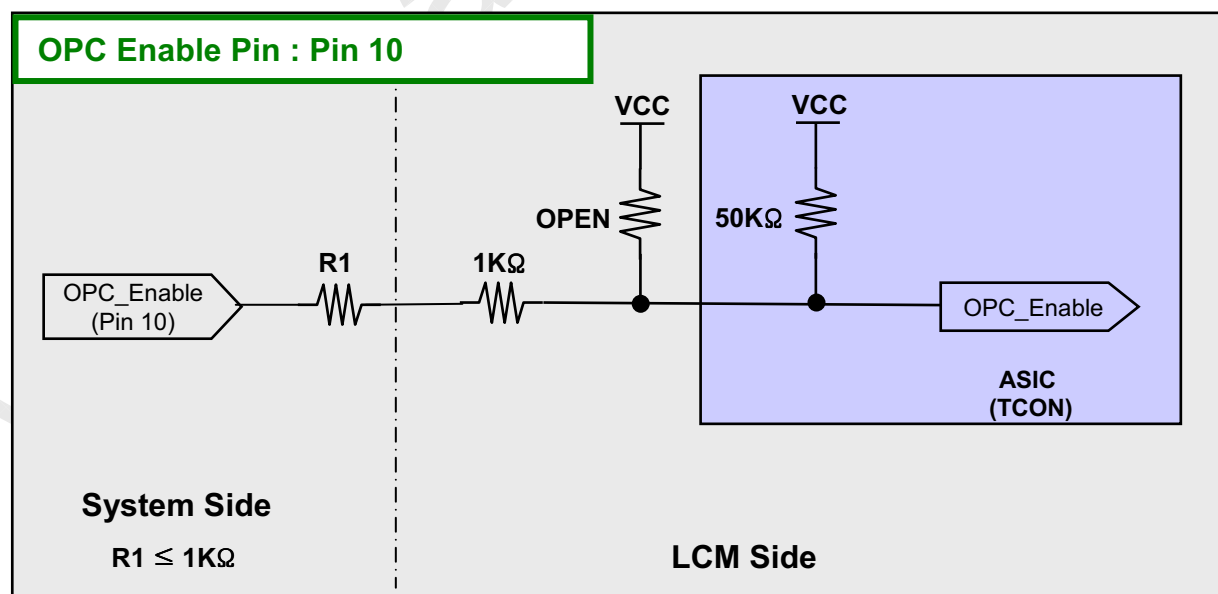 OPC Enable Pin : Pin 10
VCC
VCC
OPEN
50KΩ
R1
1KΩ
OPC_Enable
(Pin 10)
OPC_Enable
ASIC
(TCON)
System Side
R1 ≤ 1KΩ
LCM Side